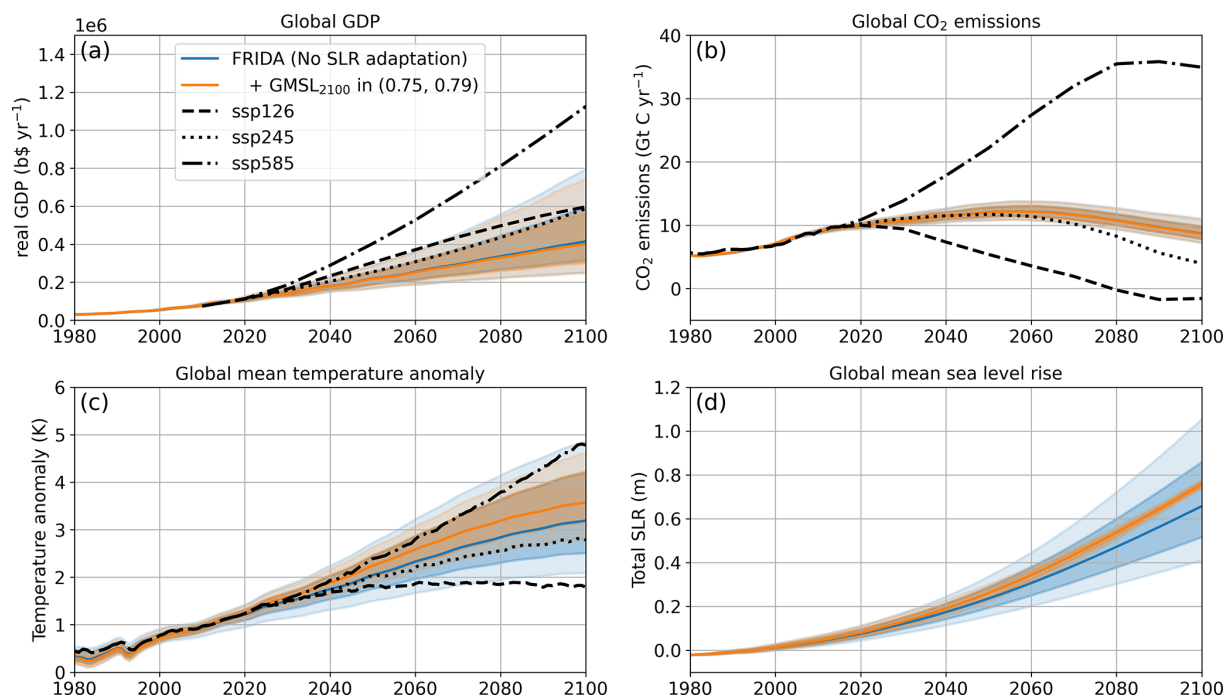 Global GDP
1e6
(a)
FRIDA (No SLR adaptation)
+ GMSL₂₁₀₀ in (0.75, 0.79)
ssp126
ssp245
ssp585
real GDP (b$ yr⁻¹)
1.4
1.2
1.0
0.8
0.6
0.4
0.2
0.0
1980 2000 2020 2040 2060 2080 2100
Global CO₂ emissions
(b)
CO₂ emissions (Gt C yr⁻¹)
40
30
20
10
0
1980 2000 2020 2040 2060 2080 2100
Global mean temperature anomaly
(c)
Temperature anomaly (K)
6
5
4
3
2
1
0
1980 2000 2020 2040 2060 2080 2100
Global mean sea level rise
(d)
Total SLR (m)
1.2
1.0
0.8
0.6
0.4
0.2
0.0
1980 2000 2020 2040 2060 2080 2100